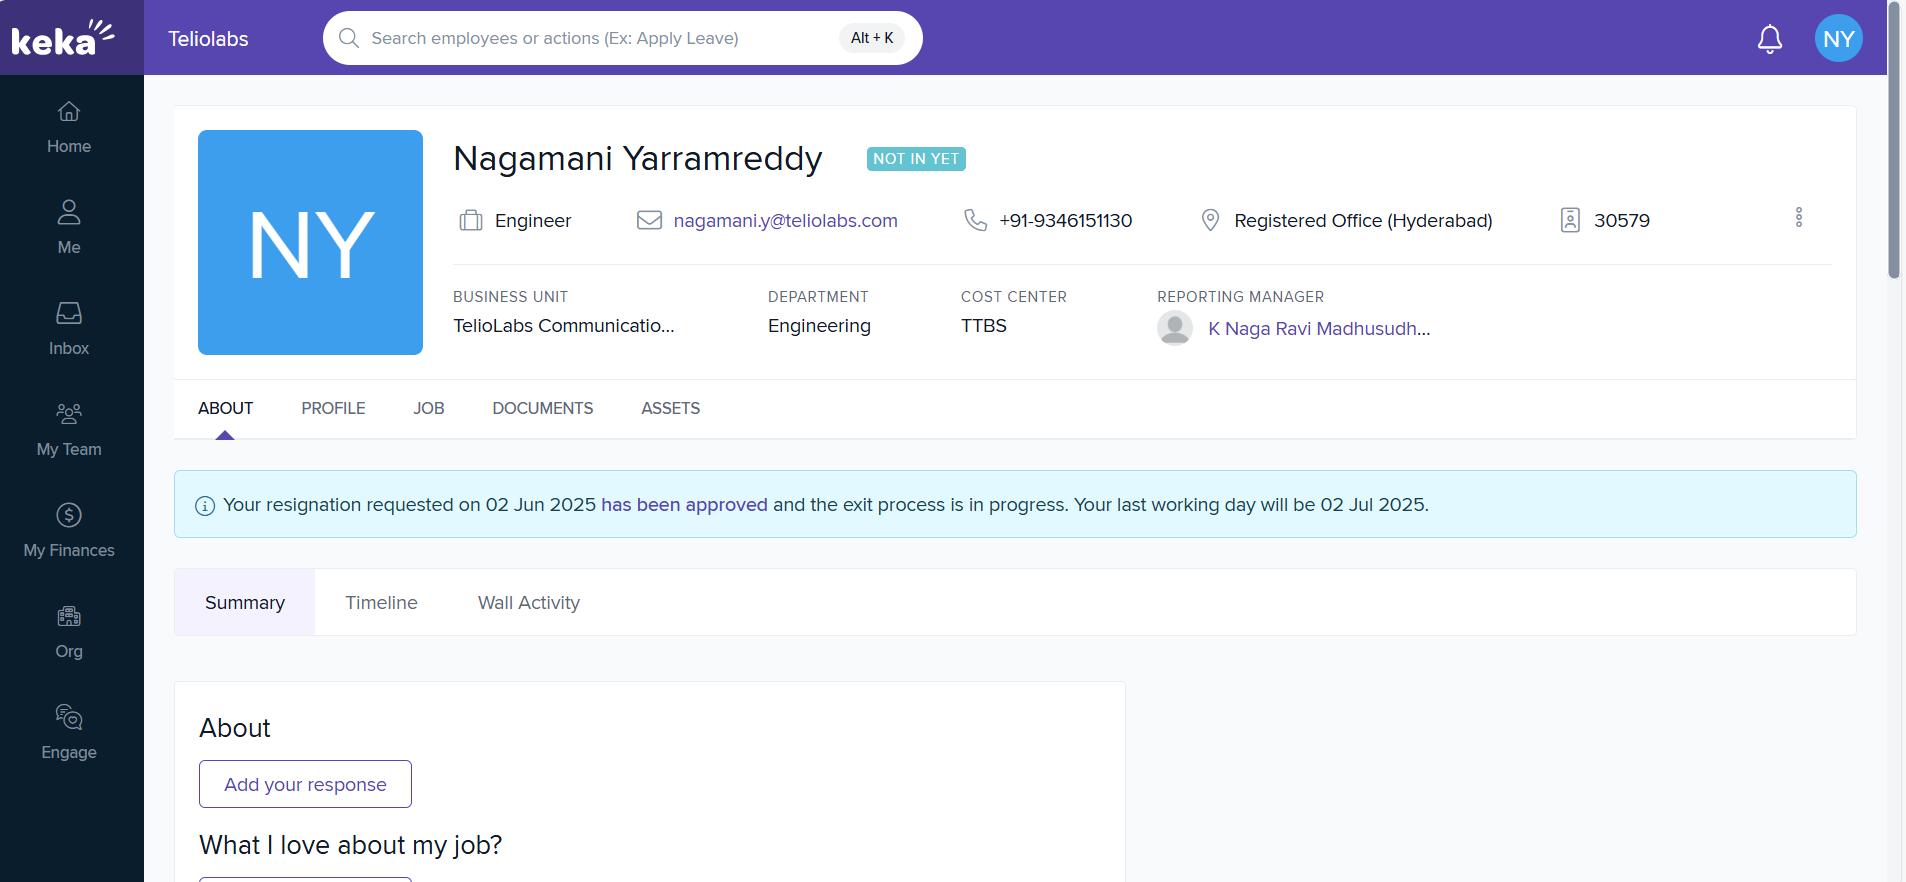 keka
Teliolabs
Search employees or actions (Ex: Apply Leave)
Alt + K
NY
Home
Me
Inbox
My Team
My Finances
Org
Engage
NY
Nagamani Yarramreddy
NOT IN YET
Engineer
nagamani.y@teliolabs.com
+91-9346151130
Registered Office (Hyderabad)
30579
BUSINESS UNIT
TelioLabs Communicatio...
DEPARTMENT
Engineering
COST CENTER
TTBS
REPORTING MANAGER
K Naga Ravi Madhusudh...
ABOUT
PROFILE
JOB
DOCUMENTS
ASSETS
Your resignation requested on 02 Jun 2025 has been approved and the exit process is in progress. Your last working day will be 02 Jul 2025.
Summary
Timeline
Wall Activity
About
Add your response
What I love about my job?